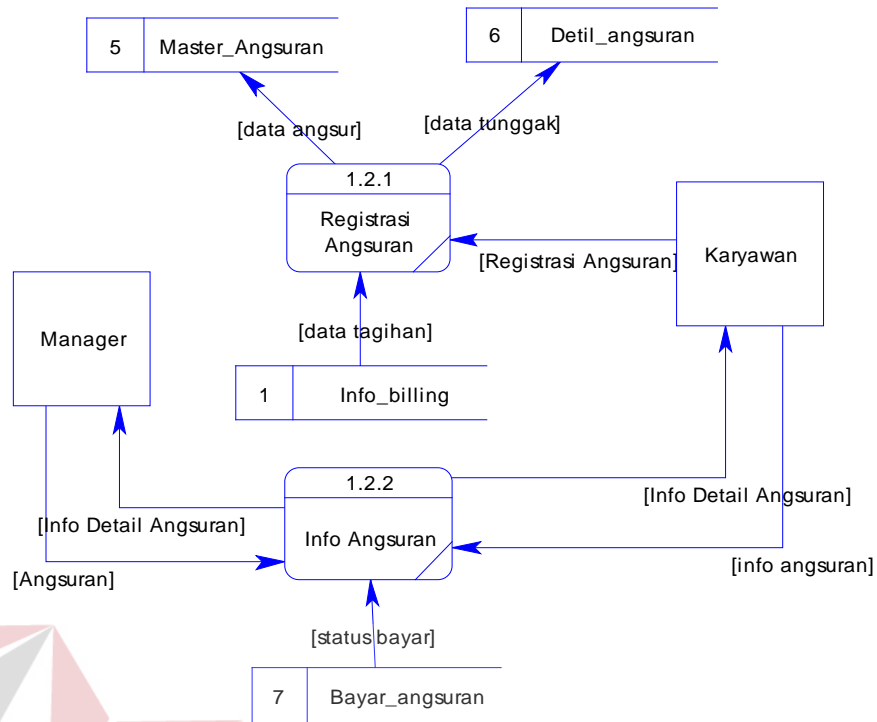 5 Master_Angsuran
6 Detil_angsuran
[data angsur]
[data tunggak]
1.2.1
Registrasi
Angsuran
[Registrasi Angsuran]
Karyawan
Manager
[data tagihan]
1 Info_billing
1.2.2
Info Angsuran
[Info Detail Angsuran]
[Info Detail Angsuran]
[Angsuran]
[info angsuran]
[status bayar]
7 Bayar_angsuran